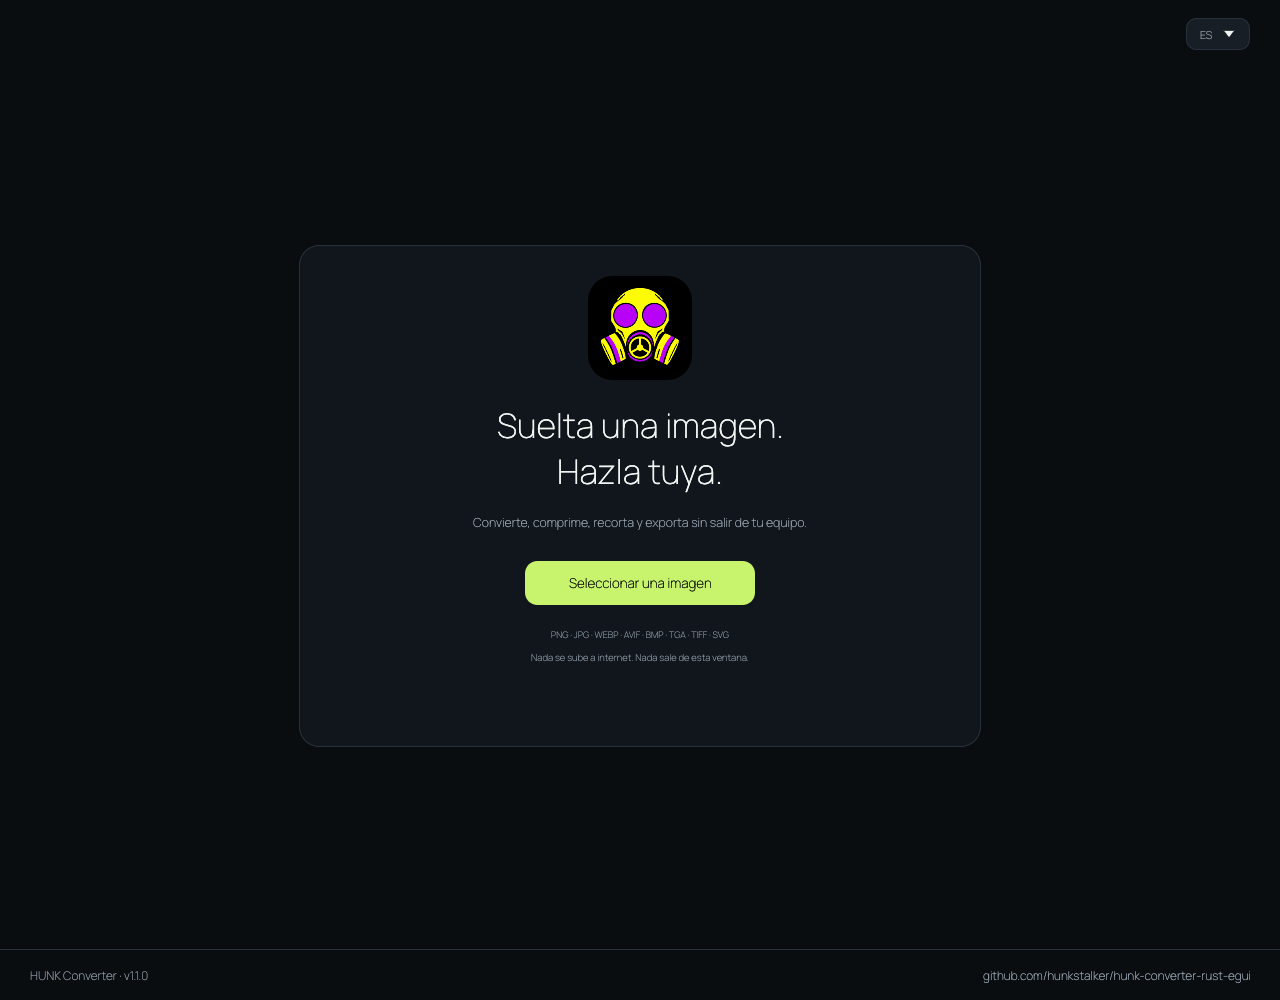 ES
Suelta una imagen.
Hazla tuya.
Convierte, comprime, recorta y exporta sin salir de tu equipo.
Seleccionar una imagen
PNG · JPG · WEBP · AVIF · BMP · TGA · TIFF · SVG
Nada se sube a internet. Nada sale de esta ventana.
HUNK Converter · v1.1.0
github.com/hunkstalker/hunk-converter-rust-egui